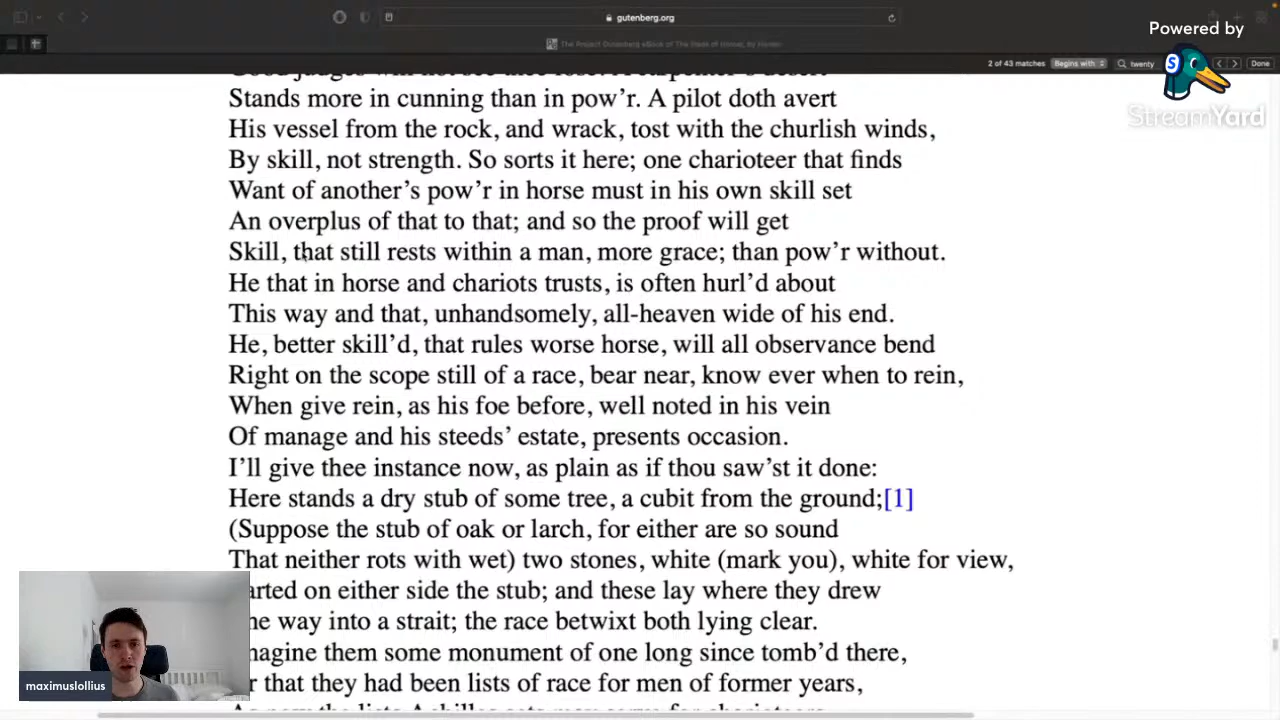 gutenberg.org
The Project Gutenberg eBook of The Iliads of Homer, by Homer
2 of 43 matches Begins with twenty Done
Powered by
StreamYard
Stands more in cunning than in pow’r. A pilot doth avert
His vessel from the rock, and wrack, tost with the churlish winds,
By skill, not strength. So sorts it here; one charioteer that finds
Want of another’s pow’r in horse must in his own skill set
An overplus of that to that; and so the proof will get
Skill, that still rests within a man, more grace; than pow’r without.
He that in horse and chariots trusts, is often hurl’d about
This way and that, unhandsomely, all-heaven wide of his end.
He, better skill’d, that rules worse horse, will all observance bend
Right on the scope still of a race, bear near, know ever when to rein,
When give rein, as his foe before, well noted in his vein
Of manage and his steeds’ estate, presents occasion.
I’ll give thee instance now, as plain as if thou saw’st it done:
Here stands a dry stub of some tree, a cubit from the ground;[1]
(Suppose the stub of oak or larch, for either are so sound
That neither rots with wet) two stones, white (mark you), white for view,
arted on either side the stub; and these lay where they drew
he way into a strait; the race betwixt both lying clear.
magine them some monument of one long since tomb’d there,
r that they had been lists of race for men of former years,
maximuslollius